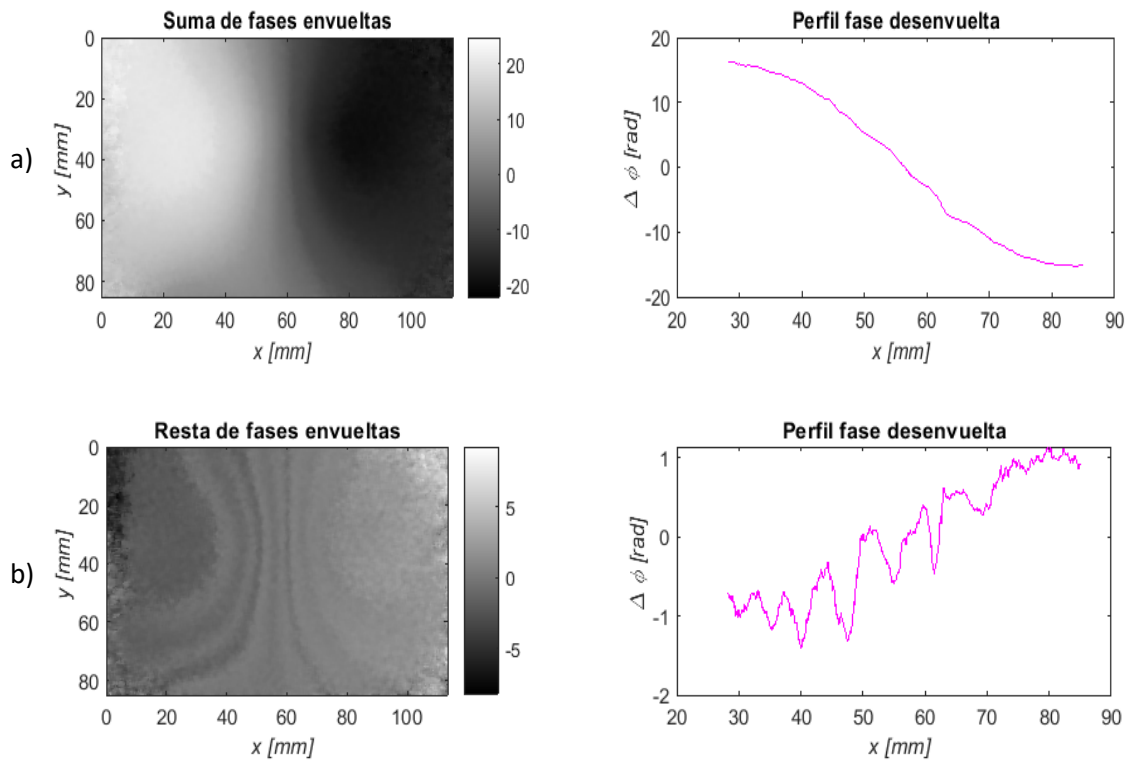 Suma de fases envueltas
0
20
40
60
80
y [mm]
0 20 40 60 80 100
x [mm]
20
10
0
-10
-20
a)
Perfil fase desenvuelta
20
10
0
-10
-20
Δ ϕ [rad]
20 30 40 50 60 70 80 90
x [mm]
Resta de fases envueltas
0
20
40
60
80
y [mm]
0 20 40 60 80 100
x [mm]
5
0
-5
b)
Perfil fase desenvuelta
1
0
-1
-2
Δ ϕ [rad]
20 30 40 50 60 70 80 90
x [mm]